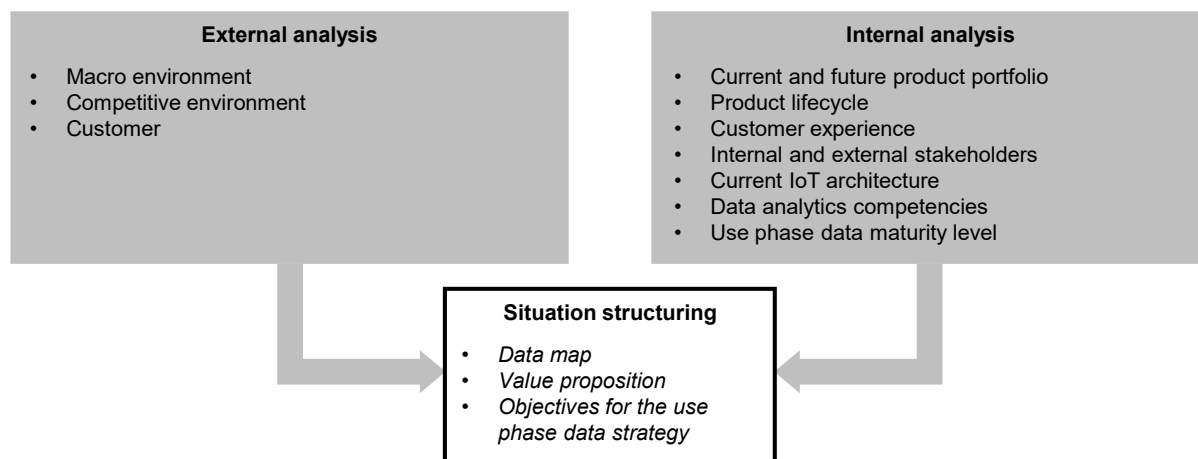 External analysis
• Macro environment
• Competitive environment
• Customer
Internal analysis
• Current and future product portfolio
• Product lifecycle
• Customer experience
• Internal and external stakeholders
• Current IoT architecture
• Data analytics competencies
• Use phase data maturity level
Situation structuring
• Data map
• Value proposition
• Objectives for the use
phase data strategy